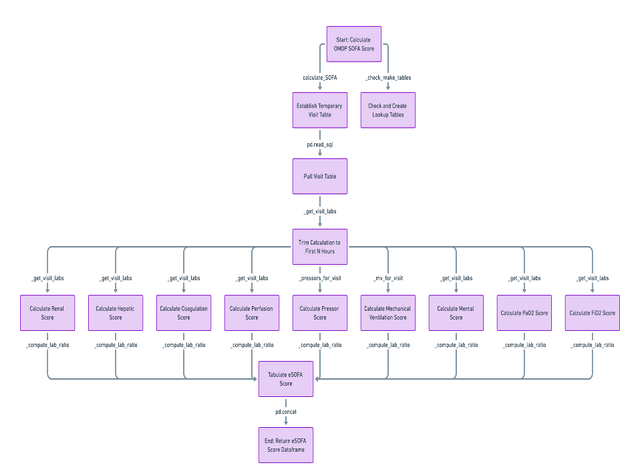 Start: Calculate
OMOP SOFA Score
calculate_SOFA
_check_make_tables
Establish Temporary
Visit Table
Check and Create
Lookup Tables
pd.read_sql
Pull Visit Table
_get_visit_labs
Trim Calculation to
First N Hours
_get_visit_labs
_get_visit_labs
_get_visit_labs
_get_visit_labs
_pressors_for_visit
_mv_for_visit
_get_visit_labs
_get_visit_labs
_get_visit_labs
Calculate Renal
Score
Calculate Hepatic
Score
Calculate Coagulation
Score
Calculate Perfusion
Score
Calculate Pressor
Score
Calculate Mechanical
Ventilation Score
Calculate Mental
Score
Calculate PaO2 Score
Calculate FiO2 Score
_compute_lab_ratio
_compute_lab_ratio
_compute_lab_ratio
_compute_lab_ratio
_compute_lab_ratio
_compute_lab_ratio
_compute_lab_ratio
_compute_lab_ratio
_compute_lab_ratio
Tabulate eSOFA
Score
pd.concat
End: Return eSOFA
Score Dataframe